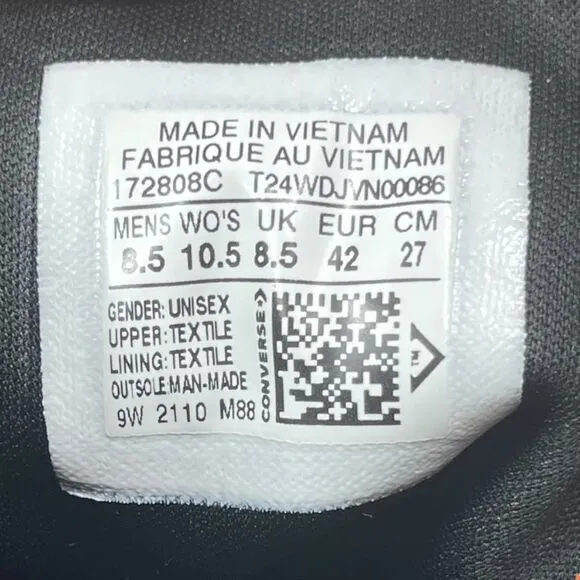 MADE IN VIETNAM
FABRIQUE AU VIETNAM
172808C T24WDJVN00086
MENS WO'S UK EUR CM
8.5 10.5 8.5 42 27
GENDER: UNISEX
UPPER: TEXTILE
LINING: TEXTILE
OUTSOLE: MAN-MADE
9W 2110 M88
CONVERSE
TM